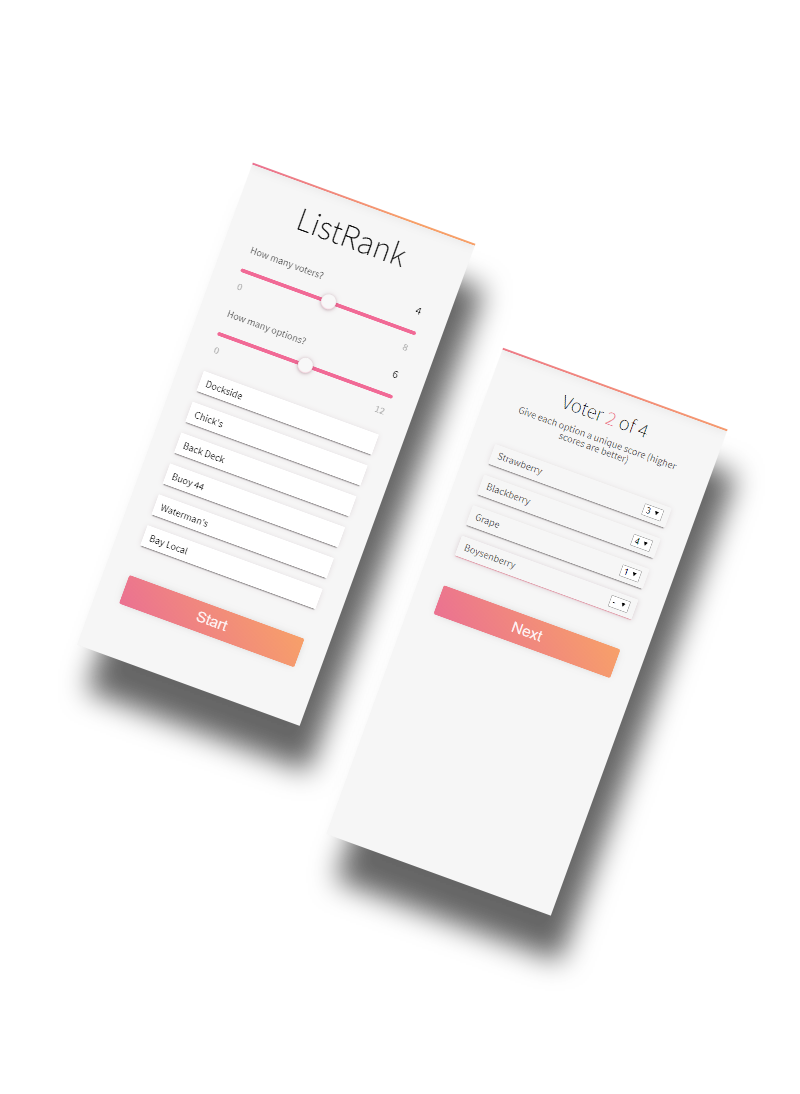 ListRank
How many voters?
4
0
8
How many options?
6
0
12
Dockside
Chick's
Back Deck
Buoy 44
Waterman's
Bay Local
Start
Voter 2 of 4
Give each option a unique score (higher
scores are better)
Strawberry
3
Blackberry
4
Grape
1
Boysenberry
-
Next